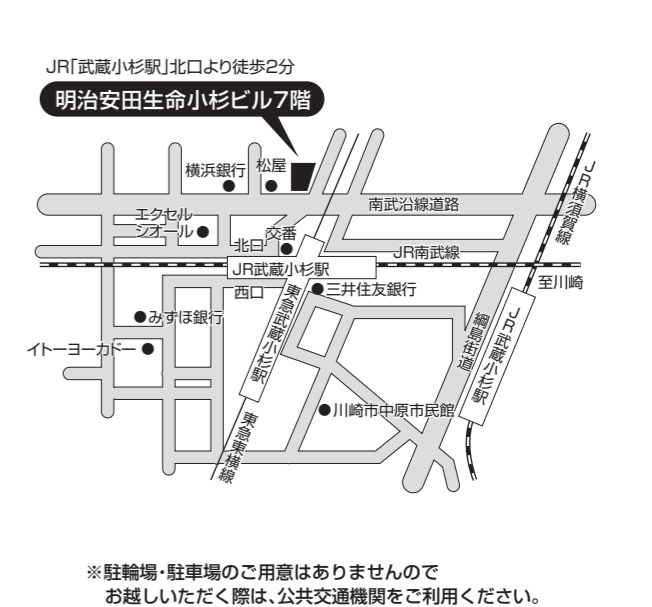 JR「武蔵小杉駅」北口より徒歩2分
明治安田生命小杉ビル7階
横浜銀行
松屋
南武沿線道路
JR横須賀線
エクセル
シオール
交番
北口
JR南武線
JR武蔵小杉駅
至川崎
西口
三井住友銀行
東急武蔵小杉駅
みずほ銀行
綱島街道
JR武蔵小杉駅
イトーヨーカドー
川崎市中原市民館
東急東横線
※駐輪場・駐車場のご用意はありませんので
お越しいただく際は、公共交通機関をご利用ください。